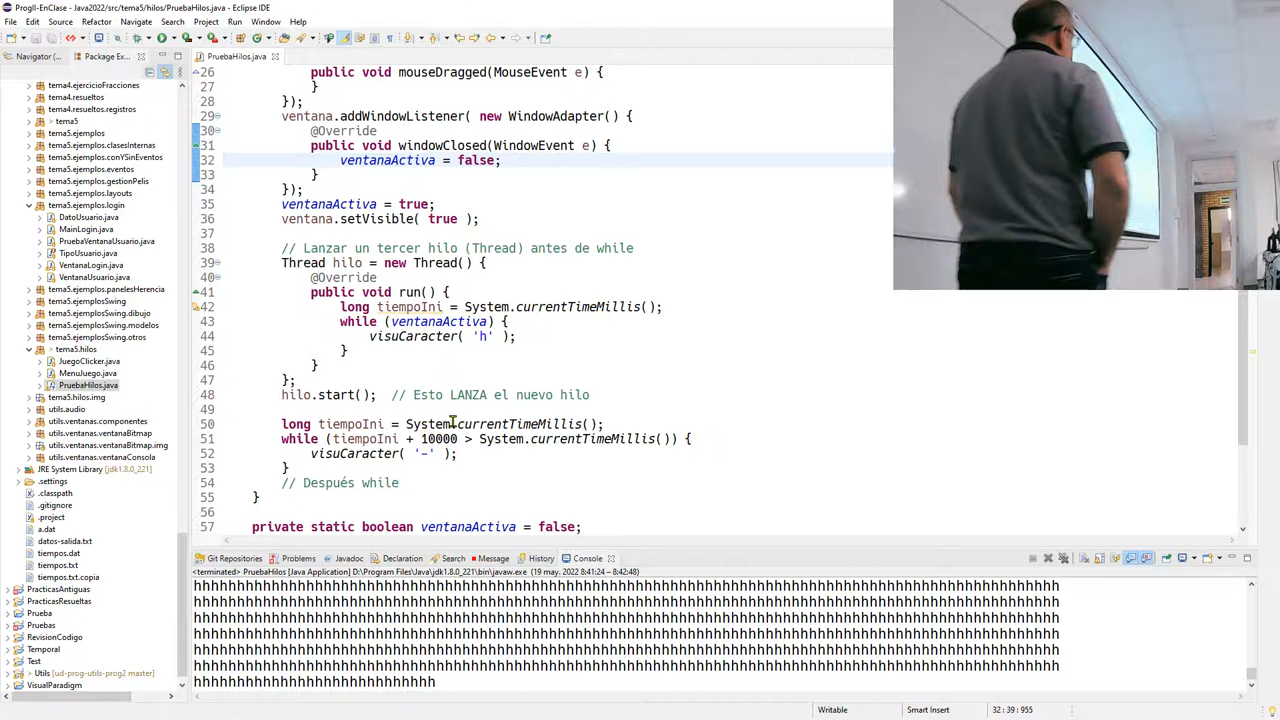 ProgII-EnClase - Java2022/src/tema5/hilos/PruebaHilos.java - Eclipse IDE
File Edit Source Refactor Navigate Search Project Run Window Help
Navigator (... Package Ex... PruebaHilos.java
tema4.ejercicioFracciones
tema4.resueltos
tema4.resueltos.registros
tema5
tema5.ejemplos
tema5.ejemplos.clasesInternas
tema5.ejemplos.conYSinEventos
tema5.ejemplos.eventos
tema5.ejemplos.gestionPelis
tema5.ejemplos.layouts
tema5.ejemplos.login
DatoUsuario.java
MainLogin.java
PruebaVentanaUsuario.java
TipoUsuario.java
VentanaLogin.java
VentanaUsuario.java
tema5.ejemplos.panelesHerencia
tema5.ejemplosSwing
tema5.ejemplosSwing.dibujo
tema5.ejemplosSwing.modelos
tema5.ejemplosSwing.otros
tema5.hilos
JuegoClicker.java
MenuJuego.java
PruebaHilos.java
tema5.hilos.img
utils.audio
utils.ventanas.componentes
utils.ventanas.ventanaBitmap
utils.ventanas.ventanaBitmap.img
utils.ventanas.ventanaConsola
JRE System Library [jdk1.8.0_221]
.settings
.classpath
.gitignore
.project
a.dat
datos-salida.txt
tiempos.dat
tiempos.txt
tiempos.txt.copia
PracticasAntiguas
PracticasResueltas
Prueba
Pruebas
RevisionCodigo
Temporal
Test
Utils [ud-prog-utils-prog2 master]
VisualParadigm
26 public void mouseDragged(MouseEvent e) {
27 }
28 });
29 ventana.addWindowListener( new WindowAdapter() {
30 @Override
31 public void windowClosed(WindowEvent e) {
32 ventanaActiva = false;
33 }
34 });
35 ventanaActiva = true;
36 ventana.setVisible( true );
37
38 // Lanzar un tercer hilo (Thread) antes de while
39 Thread hilo = new Thread() {
40 @Override
41 public void run() {
42 long tiempoIni = System.currentTimeMillis();
43 while (ventanaActiva) {
44 visuCaracter( 'h' );
45 }
46 }
47 };
48 hilo.start(); // Esto LANZA el nuevo hilo
49
50 long tiempoIni = System.currentTimeMillis();
51 while (tiempoIni + 10000 > System.currentTimeMillis()) {
52 visuCaracter( '-' );
53 }
54 // Después while
55 }
56
57 private static boolean ventanaActiva = false;
Git Repositories Problems Javadoc Declaration Search Message History Console
<terminated> PruebaHilos [Java Application] D:\Program Files\Java\jdk1.8.0_221\bin\javaw.exe (19 may. 2022 8:41:24 – 8:42:48)
Writable Smart Insert 32 : 39 : 955